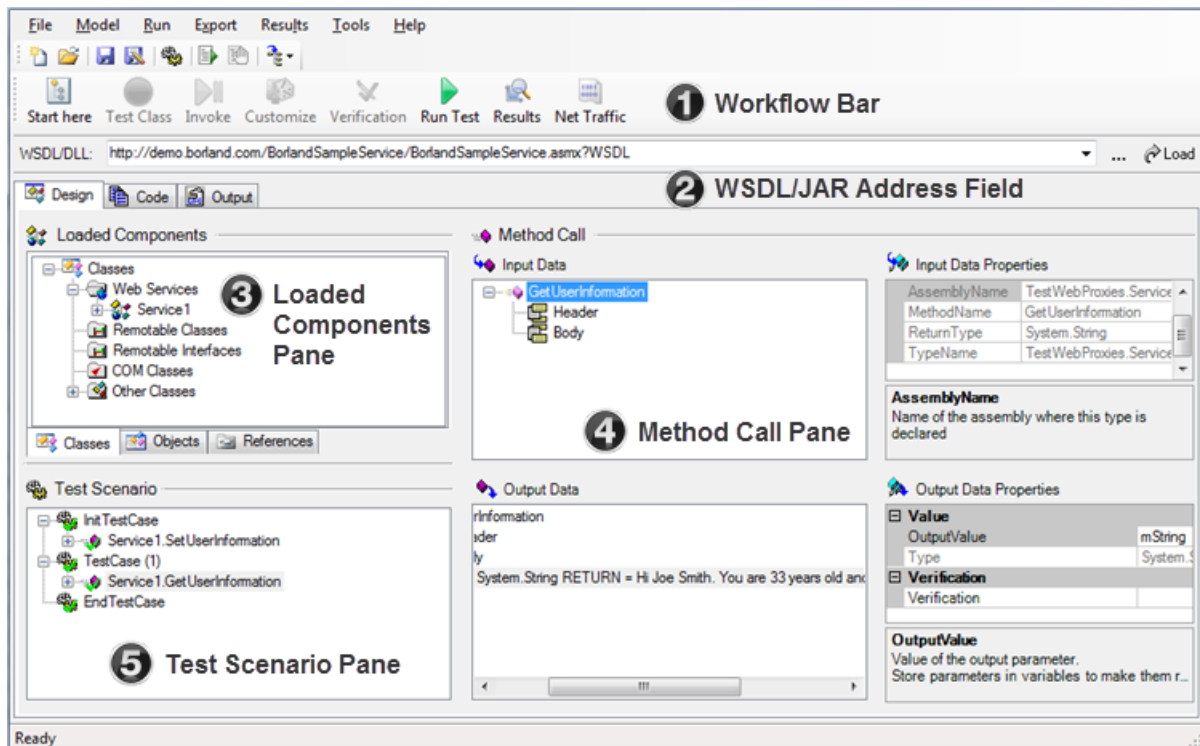 File Model Run Export Results Tools Help
Start here Test Class Invoke Customize Verification Run Test Results Net Traffic
1 Workflow Bar
WSDL/DLL: http://demo.borland.com/BorlandSampleService/BorlandSampleService.asmx?WSDL ... Load
2 WSDL/JAR Address Field
Design Code Output
Loaded Components
Classes
Web Services
Service1
Remotable Classes
Remotable Interfaces
COM Classes
Other Classes
3 Loaded
Components
Pane
Classes Objects References
Method Call
Input Data
GetUserInformation
Header
Body
4 Method Call Pane
Input Data Properties
AssemblyName TestWebProxies.Service
MethodName GetUserInformation
ReturnType System.String
TypeName TestWebProxies.Service
AssemblyName
Name of the assembly where this type is
declared
Test Scenario
InitTestCase
Service1.SetUserInformation
TestCase (1)
Service1.GetUserInformation
EndTestCase
5 Test Scenario Pane
Output Data
rInformation
ader
ly
System.String RETURN = Hi Joe Smith. You are 33 years old and
Output Data Properties
Value
OutputValue mString
Type System.S
Verification
Verification
OutputValue
Value of the output parameter.
Store parameters in variables to make them r...
Ready